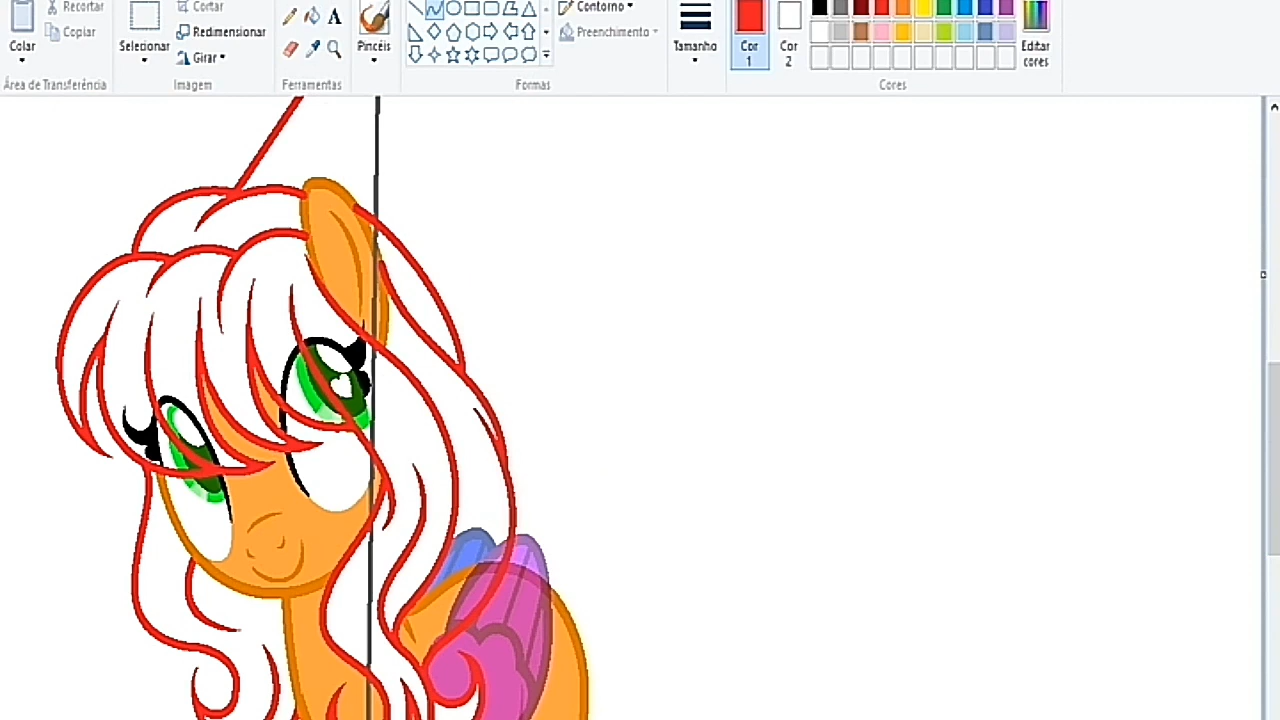 Recortar
Copiar
Colar
Área de Transferência
Cortar
Redimensionar
Girar
Selecionar
Imagem
A
Ferramentas
Pincéis
Contorno
Preenchimento
Formas
Tamanho
Cor
1
Cor
2
Editar
cores
Cores